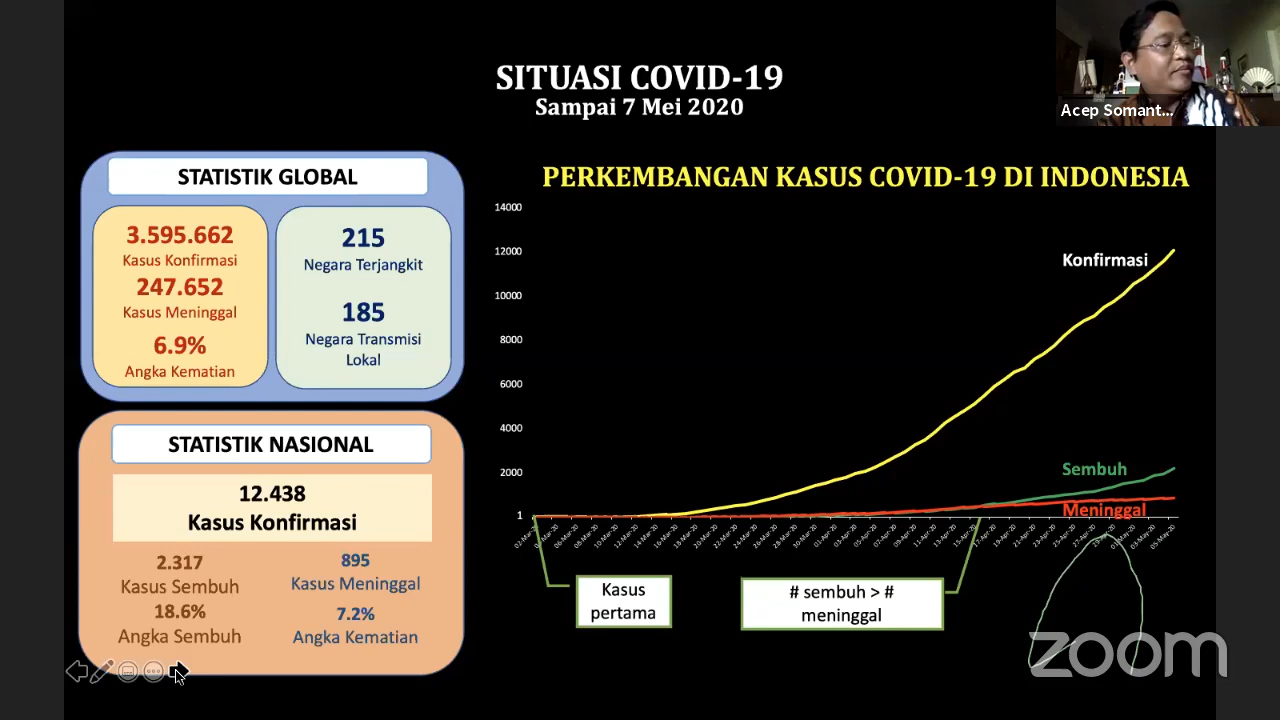 SITUASI COVID-19
Sampai 7 Mei 2020
Acep Somant...
STATISTIK GLOBAL
3.595.662
Kasus Konfirmasi
247.652
Kasus Meninggal
6.9%
Angka Kematian
215
Negara Terjangkit
185
Negara Transmisi
Lokal
STATISTIK NASIONAL
12.438
Kasus Konfirmasi
2.317
Kasus Sembuh
18.6%
Angka Sembuh
895
Kasus Meninggal
7.2%
Angka Kematian
PERKEMBANGAN KASUS COVID-19 DI INDONESIA
14000
12000
10000
8000
6000
4000
2000
1
Konfirmasi
Sembuh
Meninggal
Kasus
pertama
# sembuh > #
meninggal
zoom